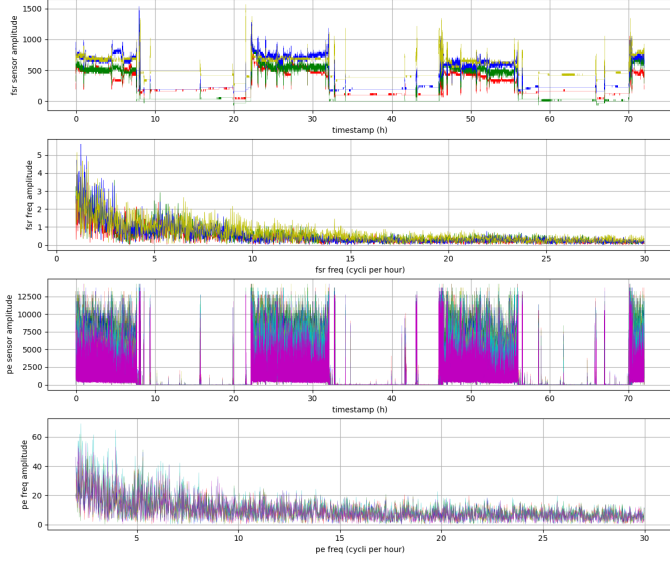 1500
1000
500
0
fsr sensor amplitude
0 10 20 30 40 50 60 70
timestamp (h)
5
4
3
2
1
0
fsr freq amplitude
0 5 10 15 20 25 30
fsr freq (cycli per hour)
12500
10000
7500
5000
2500
0
pe sensor amplitude
0 10 20 30 40 50 60 70
timestamp (h)
60
40
20
0
pe freq amplitude
5 10 15 20 25 30
pe freq (cycli per hour)